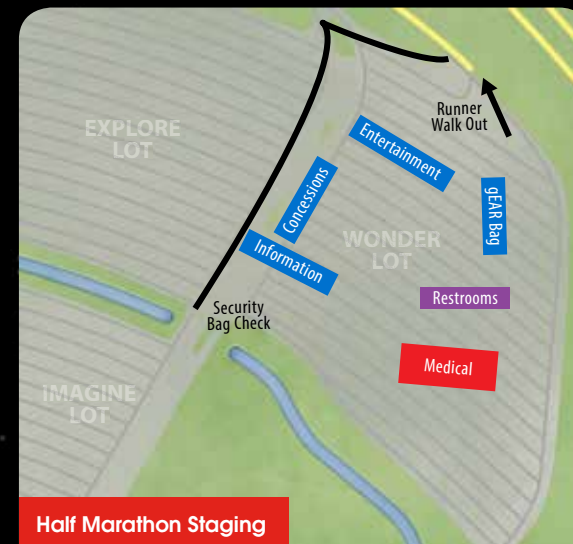 Runner
Walk Out
EXPLORE
LOT
Entertainment
Concessions
gEAR Bag
WONDER
LOT
Information
Restrooms
Security
Bag Check
Medical
IMAGINE
LOT
Half Marathon Staging